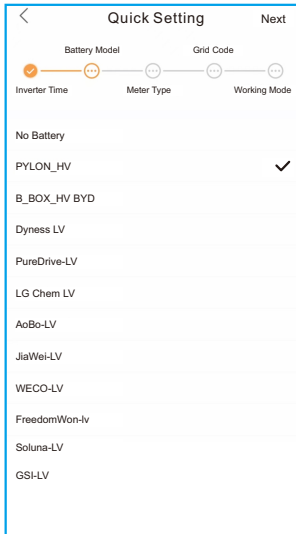 Quick Setting Next
Battery Model Grid Code
Inverter Time Meter Type Working Mode
No Battery
PYLON_HV
B_BOX_HV BYD
Dyness LV
PureDrive-LV
LG Chem LV
AoBo-LV
JiaWei-LV
WECO-LV
FreedomWon-lv
Soluna-LV
GSI-LV